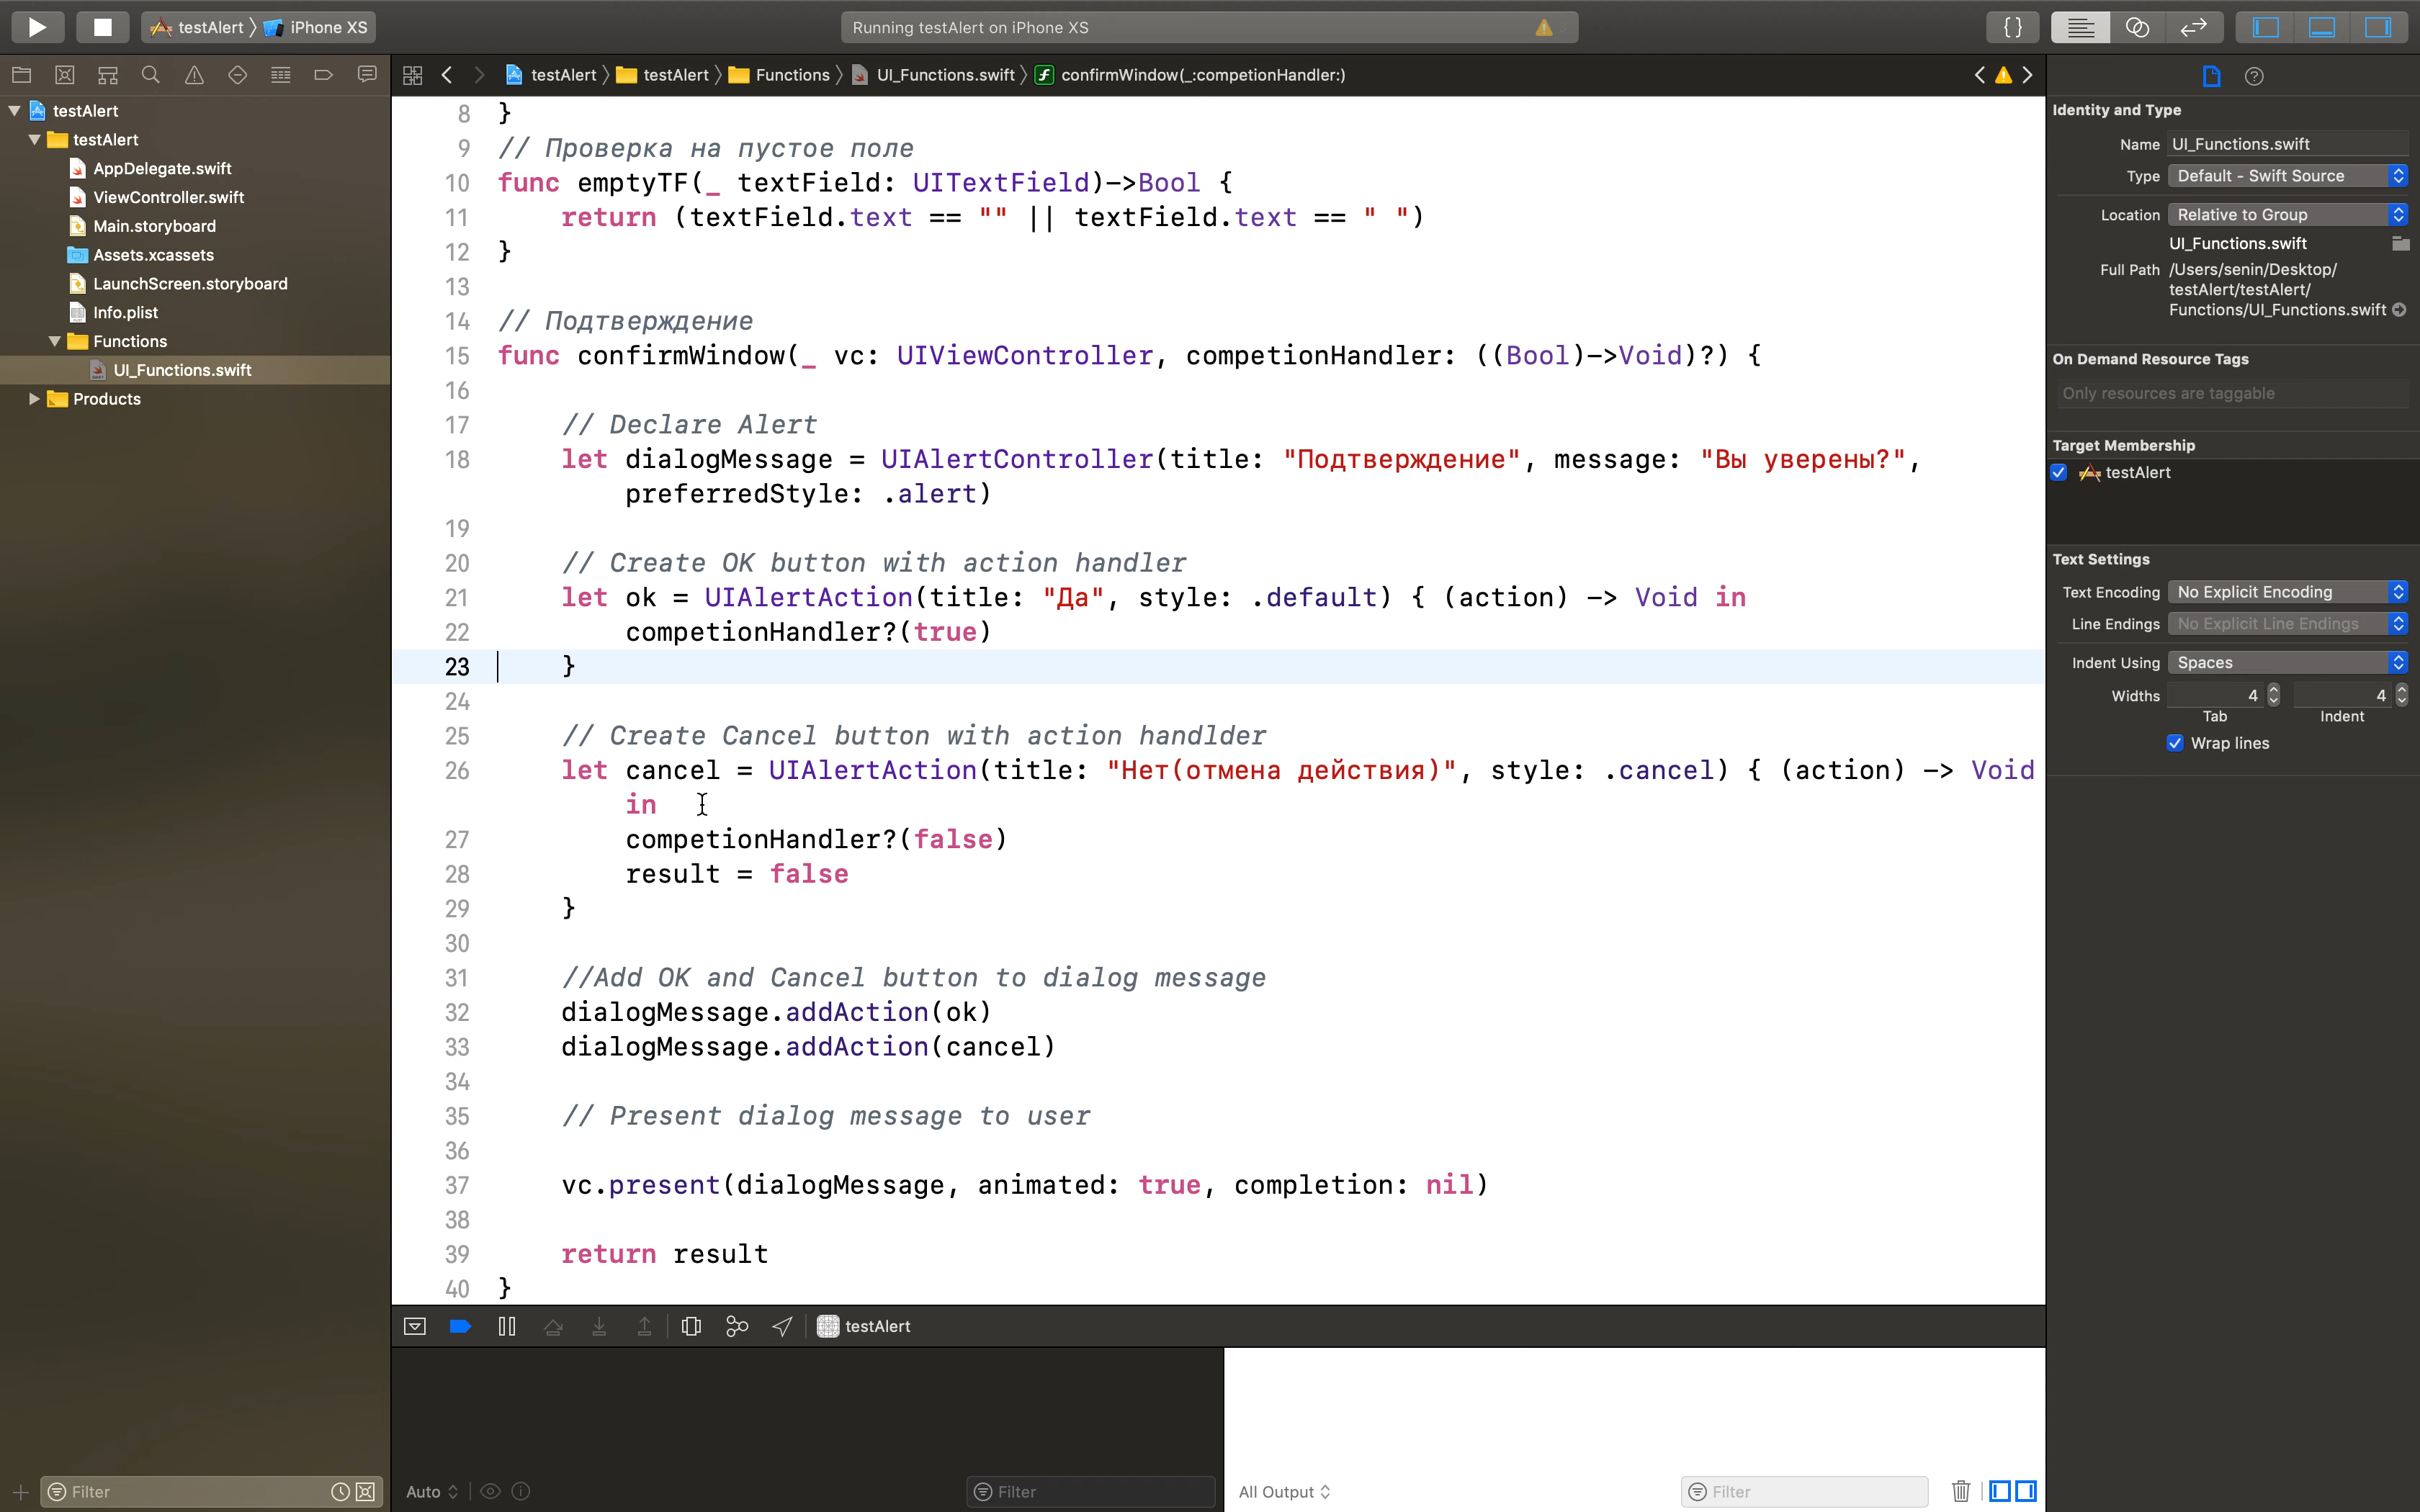 testAlert 〉 iPhone XS
Running testAlert on iPhone XS
testAlert 〉 testAlert 〉 Functions 〉 UI_Functions.swift 〉 confirmWindow(_:competionHandler:)
testAlert
testAlert
AppDelegate.swift
ViewController.swift
Main.storyboard
Assets.xcassets
LaunchScreen.storyboard
Info.plist
Functions
UI_Functions.swift
Products
Filter
8 }
9 // Проверка на пустое поле
10 func emptyTF(_ textField: UITextField)->Bool {
11 return (textField.text == "" || textField.text == " ")
12 }
13
14 // Подтверждение
15 func confirmWindow(_ vc: UIViewController, competionHandler: ((Bool)->Void)?) {
16
17 // Declare Alert
18 let dialogMessage = UIAlertController(title: "Подтверждение", message: "Вы уверены?",
preferredStyle: .alert)
19
20 // Create OK button with action handler
21 let ok = UIAlertAction(title: "Да", style: .default) { (action) -> Void in
22 competionHandler?(true)
23 }
24
25 // Create Cancel button with action handlder
26 let cancel = UIAlertAction(title: "Нет(отмена действия)", style: .cancel) { (action) -> Void
in
27 competionHandler?(false)
28 result = false
29 }
30
31 //Add OK and Cancel button to dialog message
32 dialogMessage.addAction(ok)
33 dialogMessage.addAction(cancel)
34
35 // Present dialog message to user
36
37 vc.present(dialogMessage, animated: true, completion: nil)
38
39 return result
40 }
testAlert
Auto
Filter
All Output
Filter
Identity and Type
Name UI_Functions.swift
Type Default - Swift Source
Location Relative to Group
UI_Functions.swift
Full Path /Users/senin/Desktop/
testAlert/testAlert/
Functions/UI_Functions.swift
On Demand Resource Tags
Only resources are taggable
Target Membership
testAlert
Text Settings
Text Encoding No Explicit Encoding
Line Endings No Explicit Line Endings
Indent Using Spaces
Widths 4 4
Tab Indent
Wrap lines